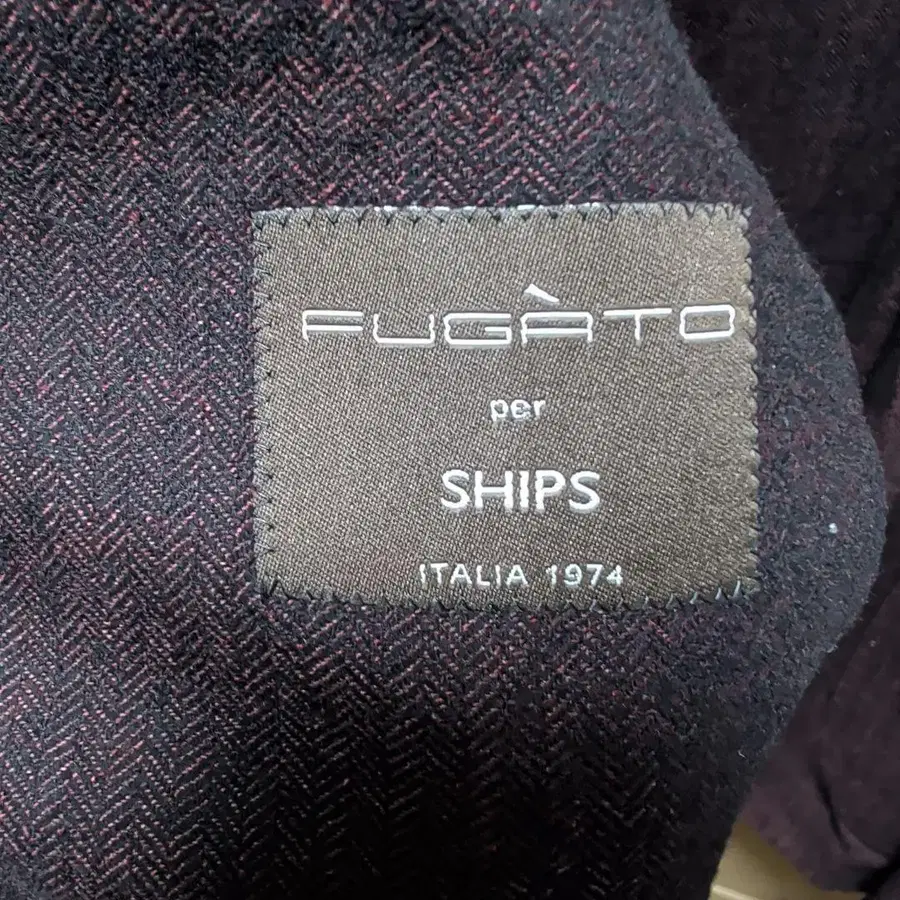 FUGÀTO
per
SHIPS
ITALIA 1974